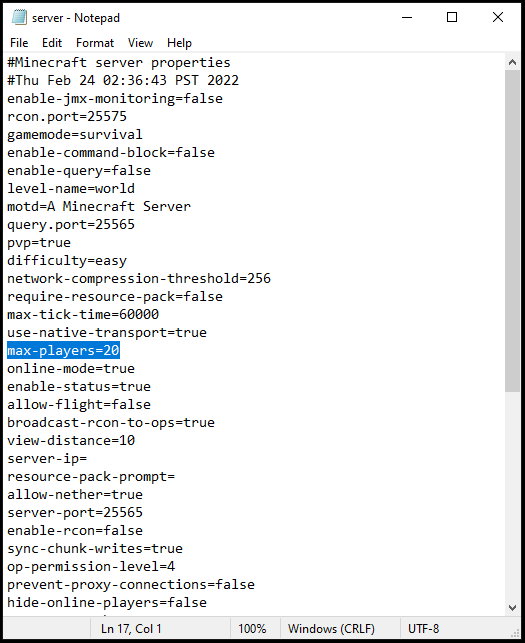 server - Notepad
File Edit Format View Help
#Minecraft server properties
#Thu Feb 24 02:36:43 PST 2022
enable-jmx-monitoring=false
rcon.port=25575
gamemode=survival
enable-command-block=false
enable-query=false
level-name=world
motd=A Minecraft Server
query.port=25565
pvp=true
difficulty=easy
network-compression-threshold=256
require-resource-pack=false
max-tick-time=60000
use-native-transport=true
max-players=20
online-mode=true
enable-status=true
allow-flight=false
broadcast-rcon-to-ops=true
view-distance=10
server-ip=
resource-pack-prompt=
allow-nether=true
server-port=25565
enable-rcon=false
sync-chunk-writes=true
op-permission-level=4
prevent-proxy-connections=false
hide-online-players=false
Ln 17, Col 1 100% Windows (CRLF) UTF-8